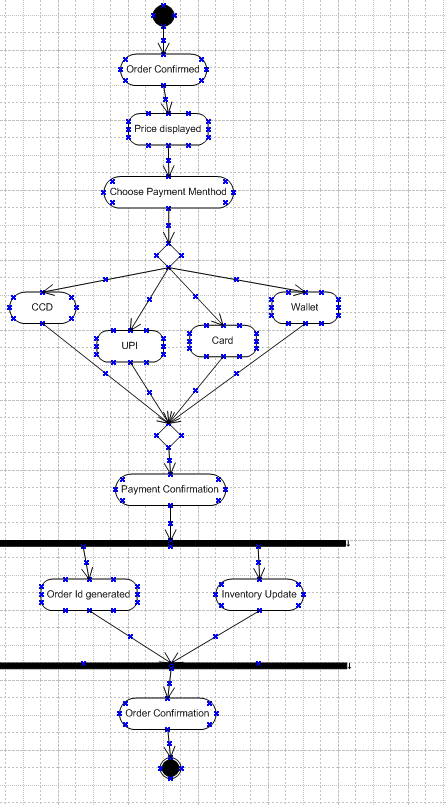 Order Confirmed
Price displayed
Choose Payment Menthod
CCD
Wallet
UPI
Card
Payment Confirmation
Order Id generated
Inventory Update
Order Confirmation